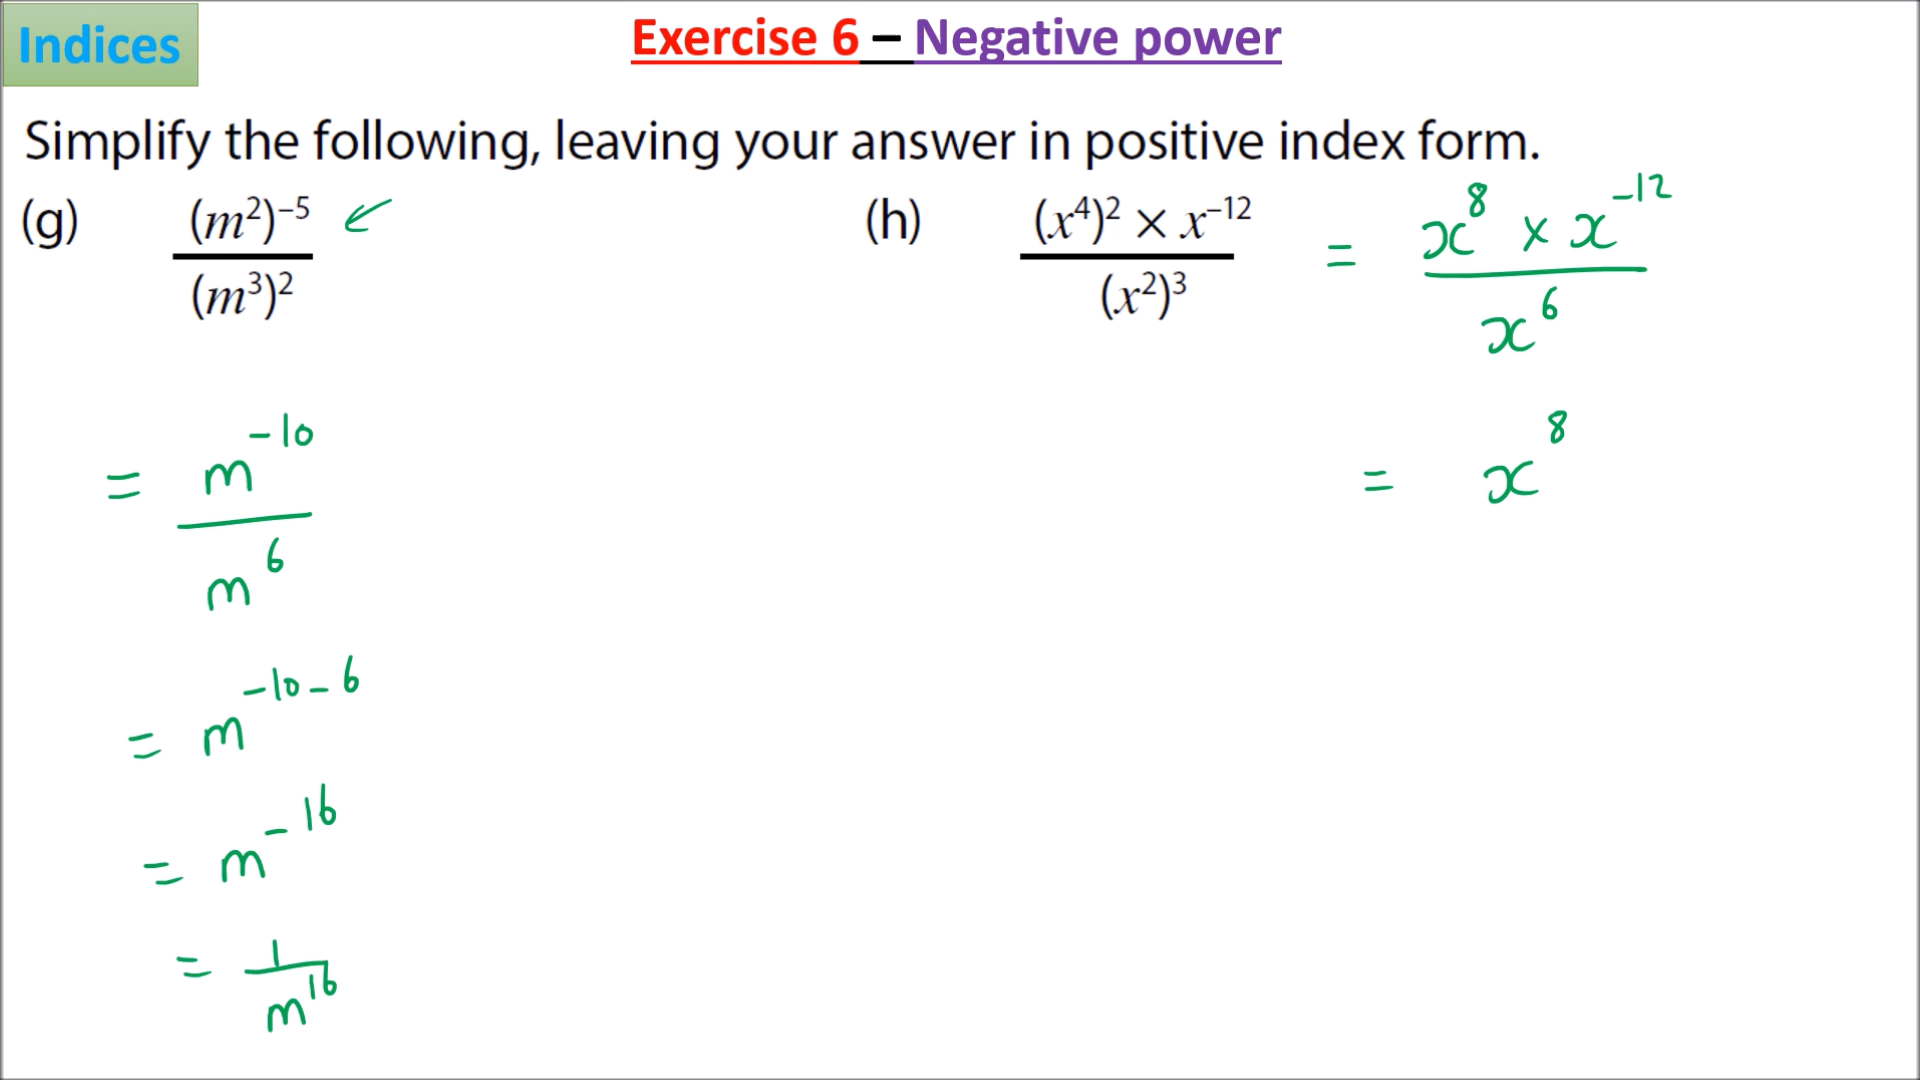 Indices
Exercise 6 – Negative power
Simplify the following, leaving your answer in positive index form.
(g) (m²)⁻⁵ / (m³)²
= m⁻¹⁰ / m⁶
= m⁻¹⁰⁻⁶
= m⁻¹⁶
= 1 / m¹⁶
(h) (x⁴)² × x⁻¹² / (x²)³ = x⁸ × x⁻¹² / x⁶
= x⁸